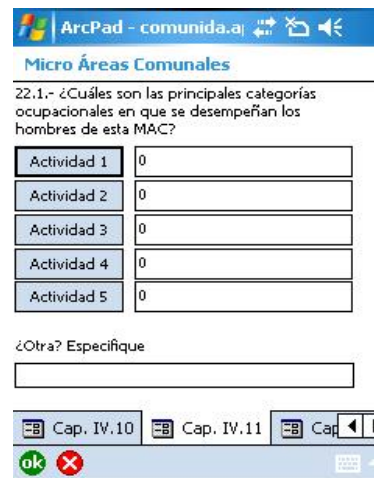 ArcPad - comunida.a
Micro Áreas Comunales
22.1.- ¿Cuáles son las principales categorías
ocupacionales en que se desempeñan los
hombres de esta MAC?
Actividad 1 0
Actividad 2 0
Actividad 3 0
Actividad 4 0
Actividad 5 0
¿Otra? Especifique
Cap. IV.10 Cap. IV.11 Cap
ok